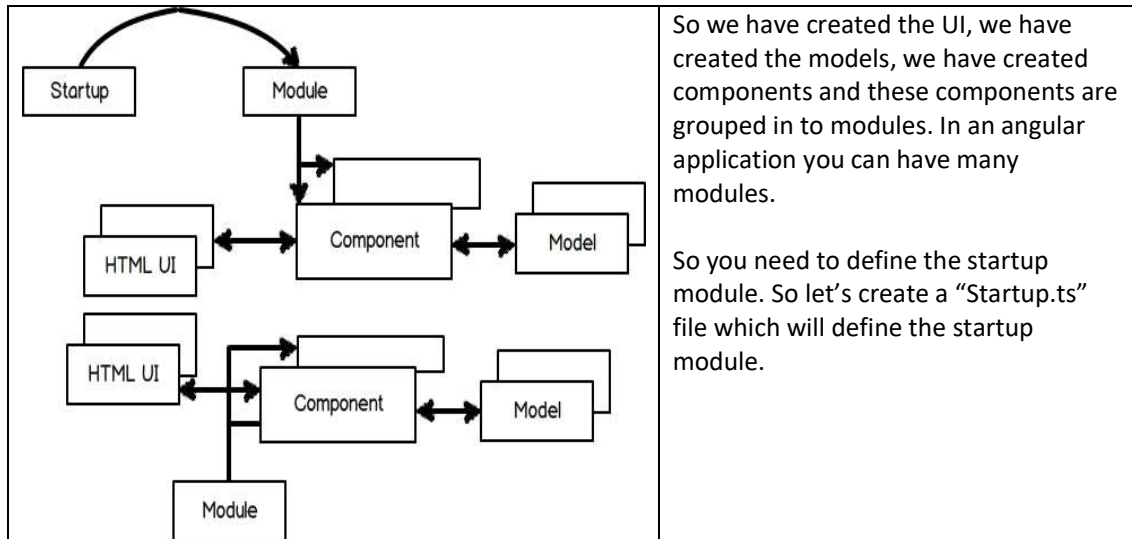 Startup
Module
Component
Model
HTML UI
HTML UI
Component
Model
Module
So we have created the UI, we have
created the models, we have created
components and these components are
grouped in to modules. In an angular
application you can have many
modules.
So you need to define the startup
module. So let’s create a “Startup.ts”
file which will define the startup
module.